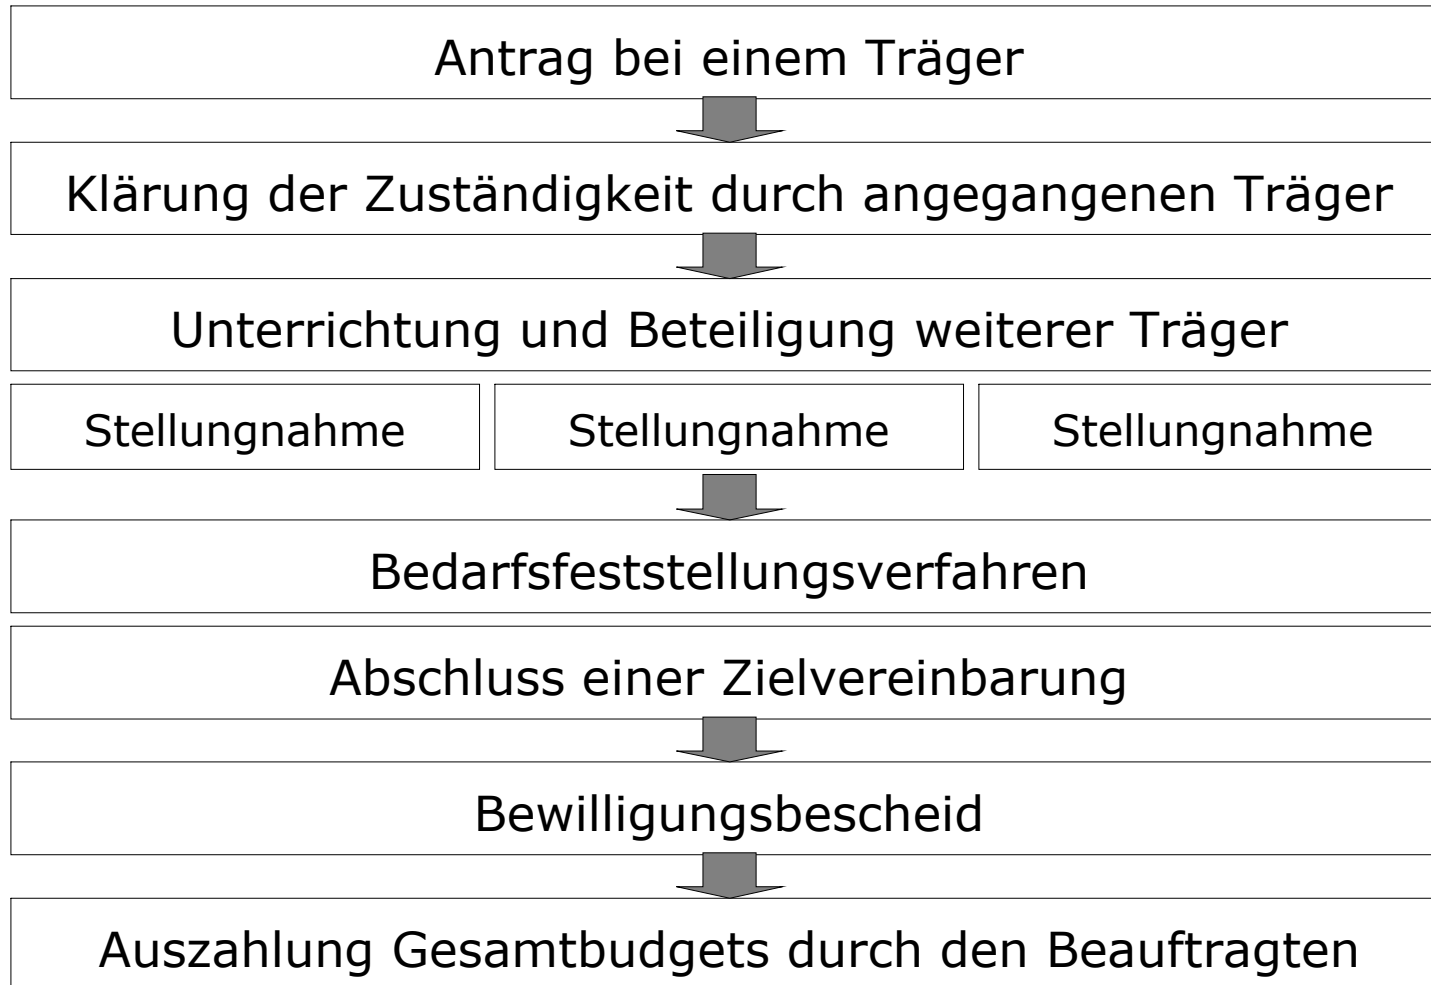 Antrag bei einem Träger
Klärung der Zuständigkeit durch angegangenen Träger
Unterrichtung und Beteiligung weiterer Träger
Stellungnahme Stellungnahme Stellungnahme
Bedarfsfeststellungsverfahren
Abschluss einer Zielvereinbarung
Bewilligungsbescheid
Auszahlung Gesamtbudgets durch den Beauftragten